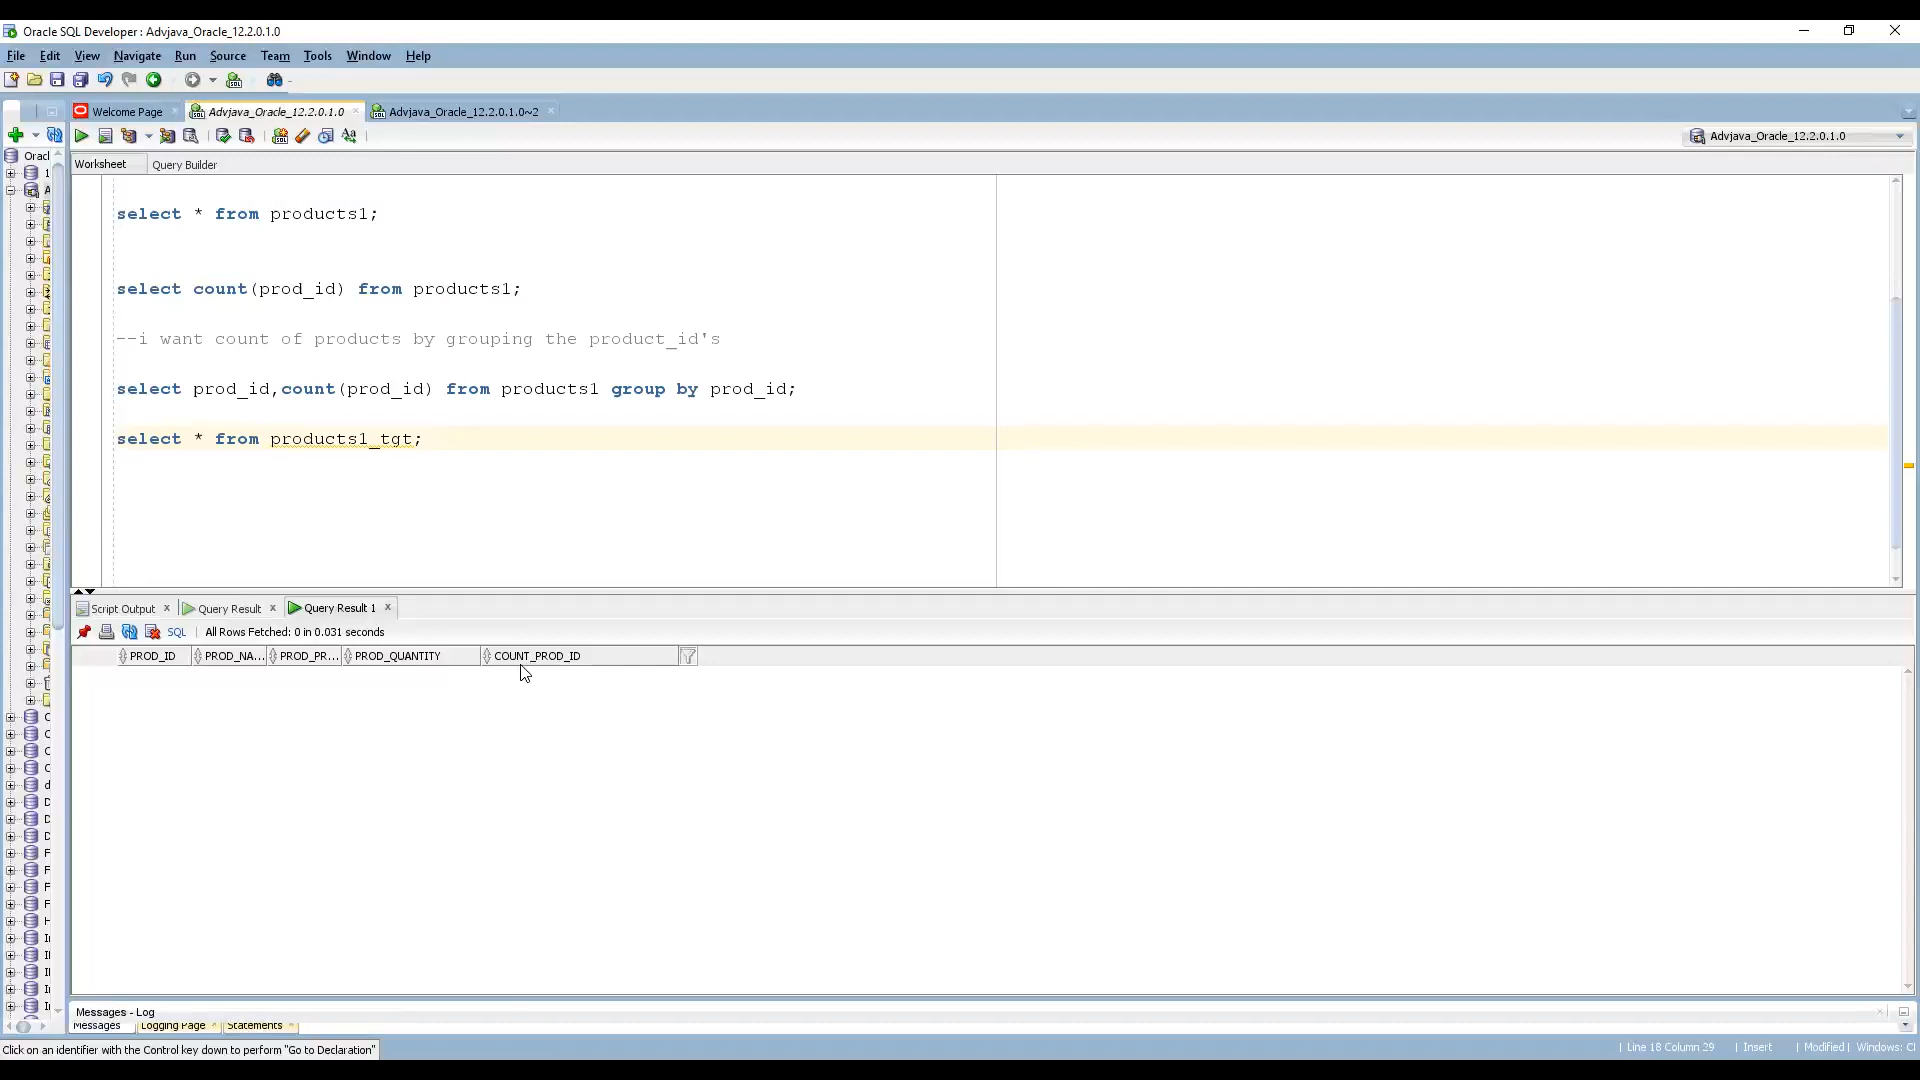 Oracle SQL Developer : Advjava_Oracle_12.2.0.1.0
File Edit View Navigate Run Source Team Tools Window Help
Welcome Page Advjava_Oracle_12.2.0.1.0 Advjava_Oracle_12.2.0.1.0~2
Advjava_Oracle_12.2.0.1.0
Oracl
Worksheet Query Builder
select * from products1;
select count(prod_id) from products1;
--i want count of products by grouping the product_id's
select prod_id,count(prod_id) from products1 group by prod_id;
select * from products1_tgt;
Script Output Query Result Query Result 1
SQL All Rows Fetched: 0 in 0.031 seconds
PROD_ID PROD_NA... PROD_PR... PROD_QUANTITY COUNT_PROD_ID
Messages - Log
Messages Logging Page Statements
Click on an identifier with the Control key down to perform "Go to Declaration"
Line 18 Column 29 Insert Modified Windows: Cl